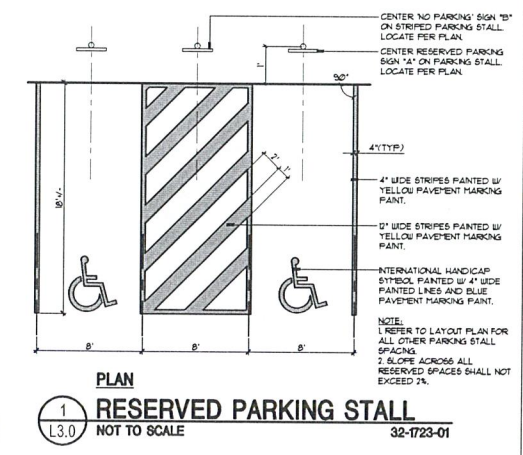 CENTER 'NO PARKING' SIGN "B"
ON STRIPED PARKING STALL.
LOCATE PER PLAN.
CENTER RESERVED PARKING
SIGN "A" ON PARKING STALL.
LOCATE PER PLAN.
1'
90°
4"(TYP)
2'
1'
4" WIDE STRIPES PAINTED W/
YELLOW PAVEMENT MARKING
PAINT.
18'+/-
12" WIDE STRIPES PAINTED W/
YELLOW PAVEMENT MARKING
PAINT.
INTERNATIONAL HANDICAP
SYMBOL PAINTED W/ 4" WIDE
PAINTED LINES AND BLUE
PAVEMENT MARKING PAINT.
NOTE:
1. REFER TO LAYOUT PLAN FOR
ALL OTHER PARKING STALL
SPACING.
2. SLOPE ACROSS ALL
RESERVED SPACES SHALL NOT
EXCEED 2%.
8' 8' 8'
PLAN
1
L3.0
RESERVED PARKING STALL
NOT TO SCALE 32-1723-01